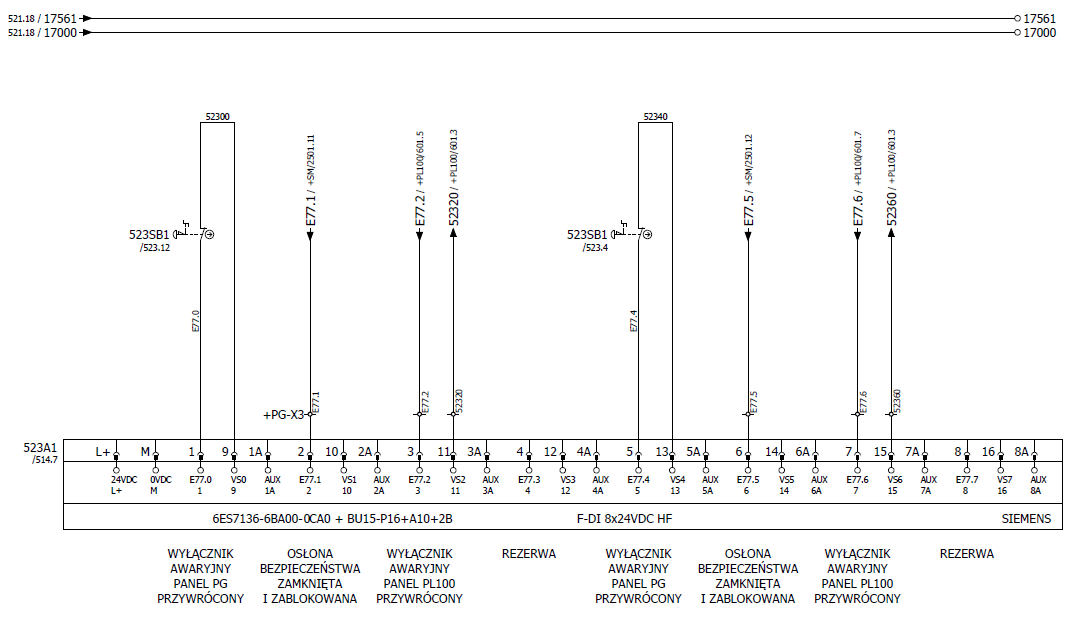 521.18 / 17561
17561
521.18 / 17000
17000
52300
52340
E77.1 / +SM/2501.11
E77.2 / +PL100/601.5
52320 / +PL100/601.3
E77.5 / +SM/2501.12
E77.6 / +PL100/601.7
52360 / +PL100/601.3
523SB1
/523.12
523SB1
/523.4
E77.0
E77.4
E77.1
E77.2
52320
E77.5
E77.6
52360
+PG-X3
523A1
/514.7
L+ M 1 9 1A 2 10 2A 3 11 3A 4 12 4A 5 13 5A 6 14 6A 7 15 7A 8 16 8A
24VDC 0VDC E77.0 VS0 AUX E77.1 VS1 AUX E77.2 VS2 AUX E77.3 VS3 AUX E77.4 VS4 AUX E77.5 VS5 AUX E77.6 VS6 AUX E77.7 VS7 AUX
L+ M 1 9 1A 2 10 2A 3 11 3A 4 12 4A 5 13 5A 6 14 6A 7 15 7A 8 16 8A
6ES7136-6BA00-0CA0 + BU15-P16+A10+2B
F-DI 8x24VDC HF
SIEMENS
WYŁĄCZNIK
AWARYJNY
PANEL PG
PRZYWRÓCONY
OSŁONA
BEZPIECZEŃSTWA
ZAMKNIĘTA
I ZABLOKOWANA
WYŁĄCZNIK
AWARYJNY
PANEL PL100
PRZYWRÓCONY
REZERWA
WYŁĄCZNIK
AWARYJNY
PANEL PG
PRZYWRÓCONY
OSŁONA
BEZPIECZEŃSTWA
ZAMKNIĘTA
I ZABLOKOWANA
WYŁĄCZNIK
AWARYJNY
PANEL PL100
PRZYWRÓCONY
REZERWA